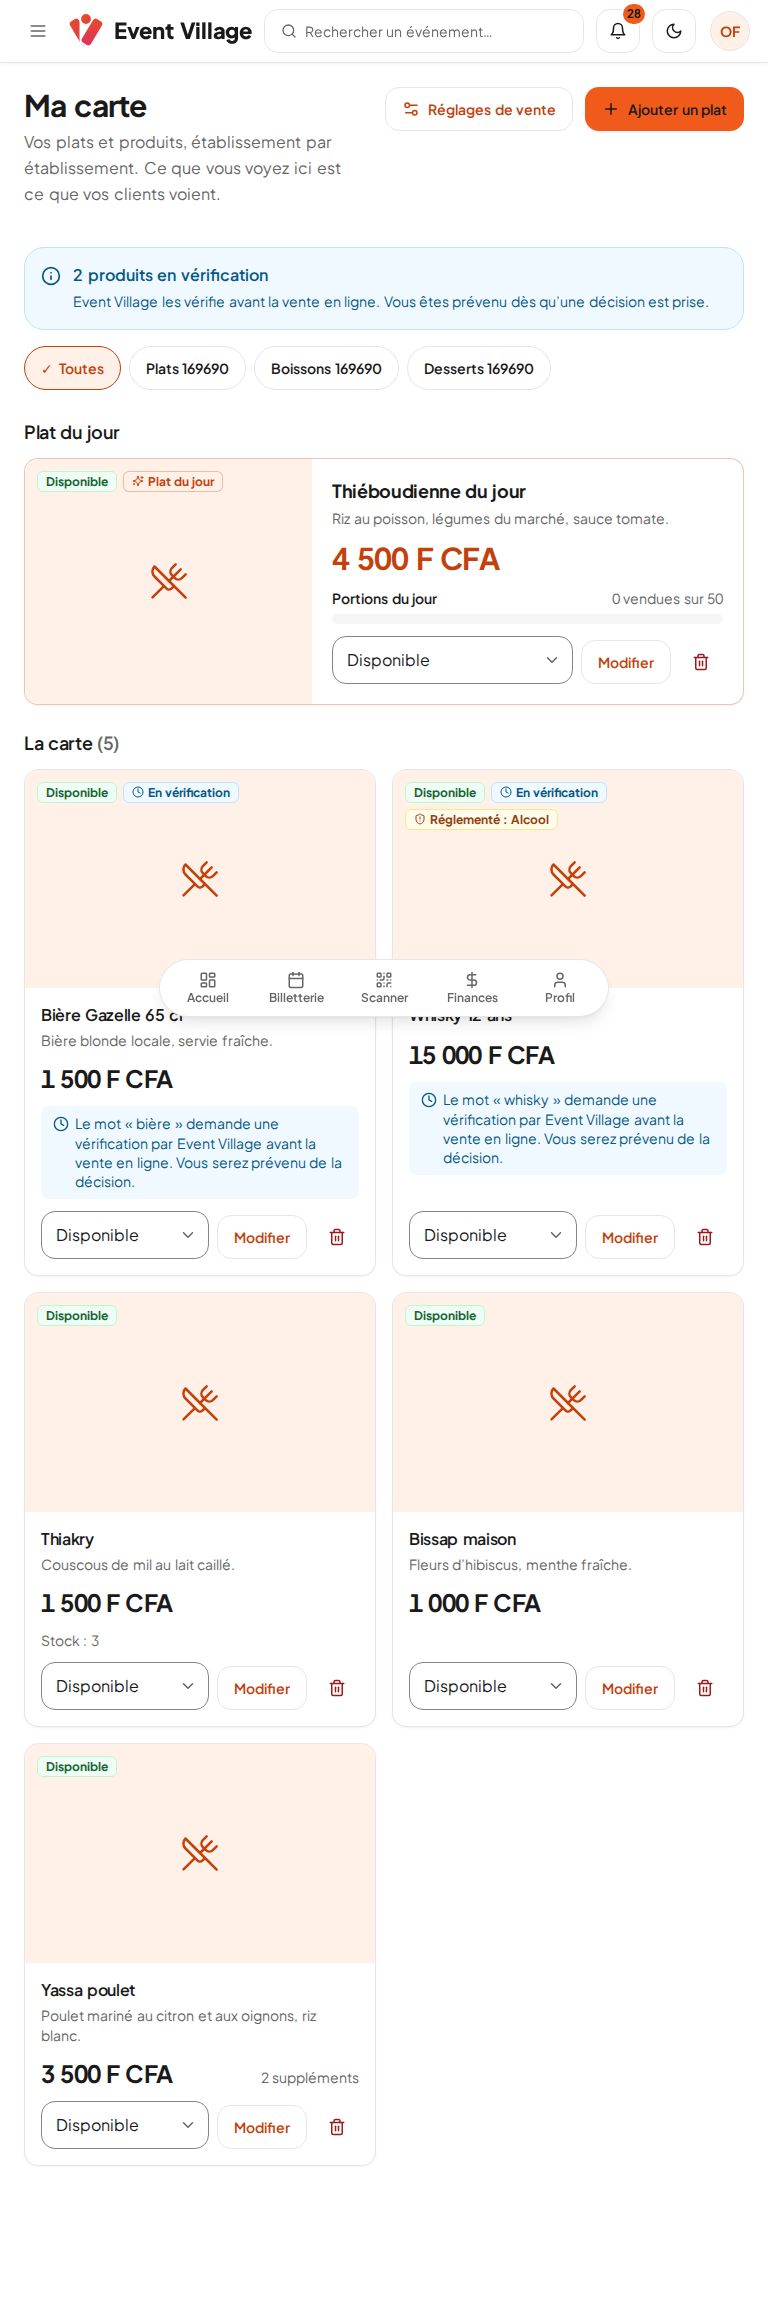 Event Village
Rechercher un événement…
28
OF
Ma carte
Réglages de vente
Ajouter un plat
Vos plats et produits, établissement par
établissement. Ce que vous voyez ici est
ce que vos clients voient.
2 produits en vérification
Event Village les vérifie avant la vente en ligne. Vous êtes prévenu dès qu’une décision est prise.
✓ Toutes
Plats 169690
Boissons 169690
Desserts 169690
Plat du jour
Disponible
Plat du jour
Thiéboudienne du jour
Riz au poisson, légumes du marché, sauce tomate.
4 500 F CFA
Portions du jour
0 vendues sur 50
Disponible
Modifier
La carte (5)
Disponible
En vérification
Disponible
En vérification
Réglementé : Alcool
Accueil
Billetterie
Scanner
Finances
Profil
Bière Gazelle 65 cl
Bière blonde locale, servie fraîche.
1 500 F CFA
Le mot « bière » demande une
vérification par Event Village avant la
vente en ligne. Vous serez prévenu de la
décision.
Disponible
Modifier
Whisky 12 ans
15 000 F CFA
Le mot « whisky » demande une
vérification par Event Village avant la
vente en ligne. Vous serez prévenu de la
décision.
Disponible
Modifier
Disponible
Thiakry
Couscous de mil au lait caillé.
1 500 F CFA
Stock : 3
Disponible
Modifier
Disponible
Bissap maison
Fleurs d’hibiscus, menthe fraîche.
1 000 F CFA
Disponible
Modifier
Disponible
Yassa poulet
Poulet mariné au citron et aux oignons, riz
blanc.
3 500 F CFA
2 suppléments
Disponible
Modifier